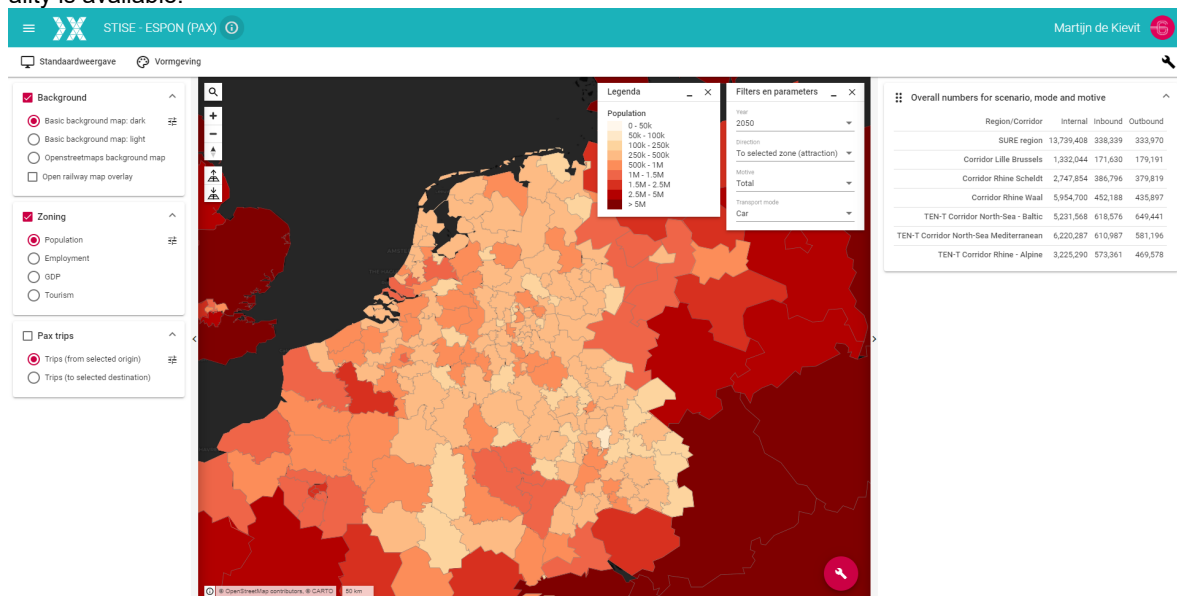 ality is available.
STISE - ESPON (PAX)
Martijn de Kievit
Standaardweergave
Vormgeving
Background
Basic background map: dark
Basic background map: light
Openstreetmaps background map
Open railway map overlay
Zoning
Population
Employment
GDP
Tourism
Pax trips
Trips (from selected origin)
Trips (to selected destination)
Legenda
Population
0 - 50k
50k - 100k
100k - 250k
250k - 500k
500k - 1M
1M - 1.5M
1.5M - 2.5M
2.5M - 5M
> 5M
Filters en parameters
Year
2050
Direction
To selected zone (attraction)
Motive
Total
Transport mode
Car
Overall numbers for scenario, mode and motive
Region/Corridor Internal Inbound Outbound
SURE region 13,739,408 338,339 333,970
Corridor Lille Brussels 1,332,044 171,630 179,191
Corridor Rhine Scheldt 2,747,854 386,796 379,819
Corridor Rhine Waal 5,954,700 452,188 435,897
TEN-T Corridor North-Sea - Baltic 5,231,568 618,576 649,441
TEN-T Corridor North-Sea Mediterranean 6,220,287 610,987 581,196
TEN-T Corridor Rhine - Alpine 3,225,290 573,361 469,578
© OpenStreetMap contributors, © CARTO
50 km